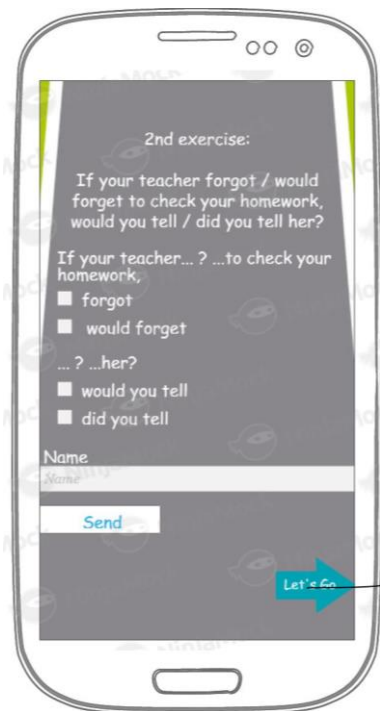 2nd exercise:
If your teacher forgot / would
forget to check your homework,
would you tell / did you tell her?
If your teacher... ? ...to check your
homework,
forgot
would forget
... ? ...her?
would you tell
did you tell
Name
Name
Send
Let's Go